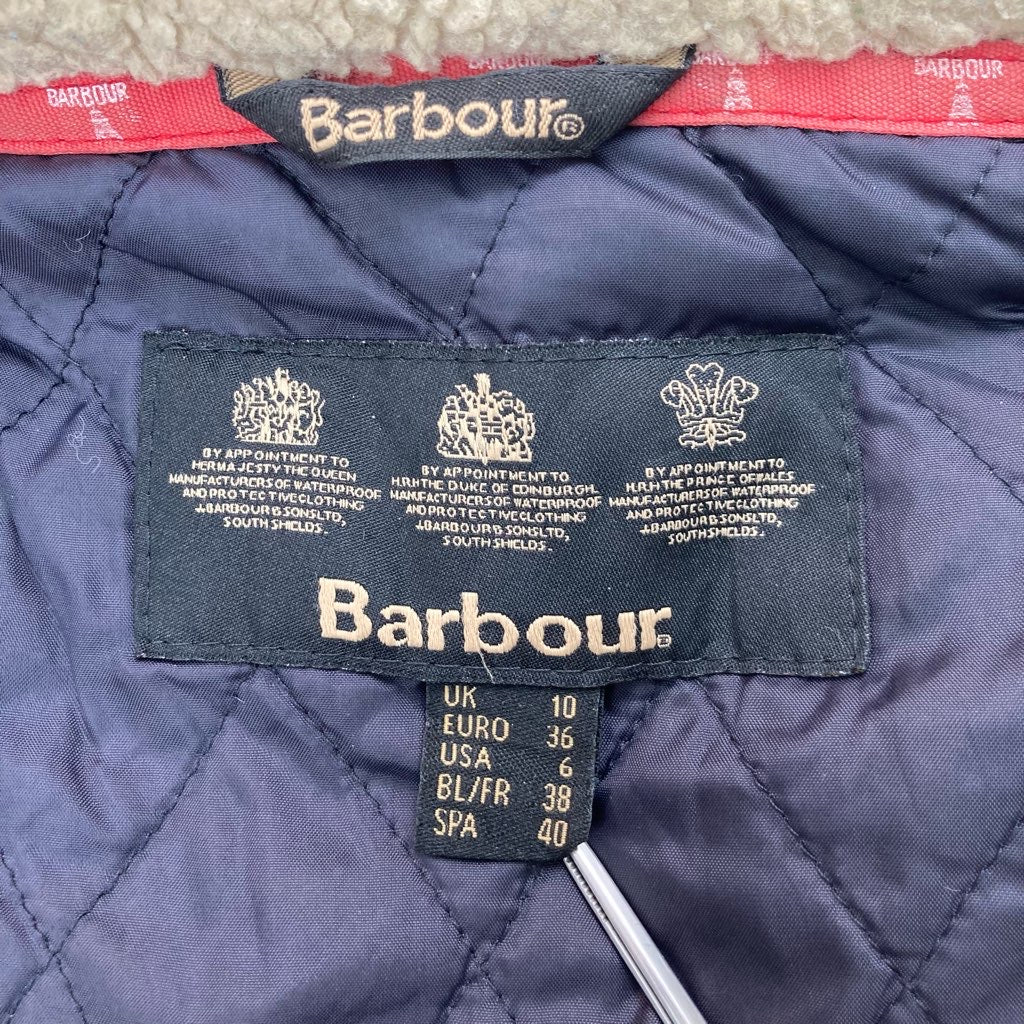 BARBOUR
BARBOUR
BARBOUR
BARBOUR
Barbour®
BY APPOINTMENT TO
HER MAJESTY THE QUEEN
MANUFACTURERS OF WATERPROOF
AND PROTECTIVE CLOTHING
J.BARBOUR & SONS LTD,
SOUTH SHIELDS.
BY APPOINTMENT TO
H.R.H THE DUKE OF EDINBURGH.
MANUFACTURERS OF WATERPROOF
AND PROTECTIVE CLOTHING
J.BARBOUR & SONS LTD,
SOUTH SHIELDS.
BY APPOINTMENT TO
H.R.H THE PRINCE OF WALES
MANUFACTURERS OF WATERPROOF
AND PROTECTIVE CLOTHING
J.BARBOUR & SONS LTD,
SOUTH SHIELDS.
Barbour®
UK 10
EURO 36
USA 6
BL/FR 38
SPA 40